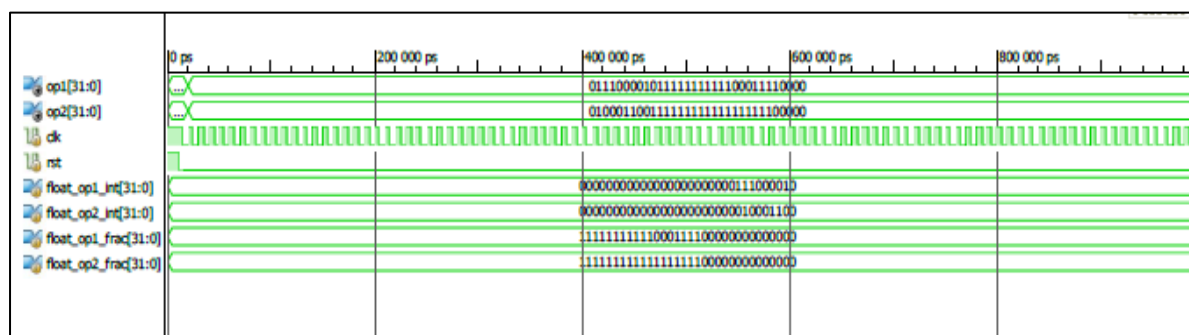 0 ps 200 000 ps 400 000 ps 600 000 ps 800 000 ps
op1[31:0] ... 01110000101111111111100011110000
op2[31:0] ... 01000110011111111111111111100000
clk
rst
float_op1_int[31:0] 00000000000000000000000111000010
float_op2_int[31:0] 00000000000000000000000010001100
float_op1_frac[31:0] 11111111111000111100000000000000
float_op2_frac[31:0] 11111111111111111100000000000000